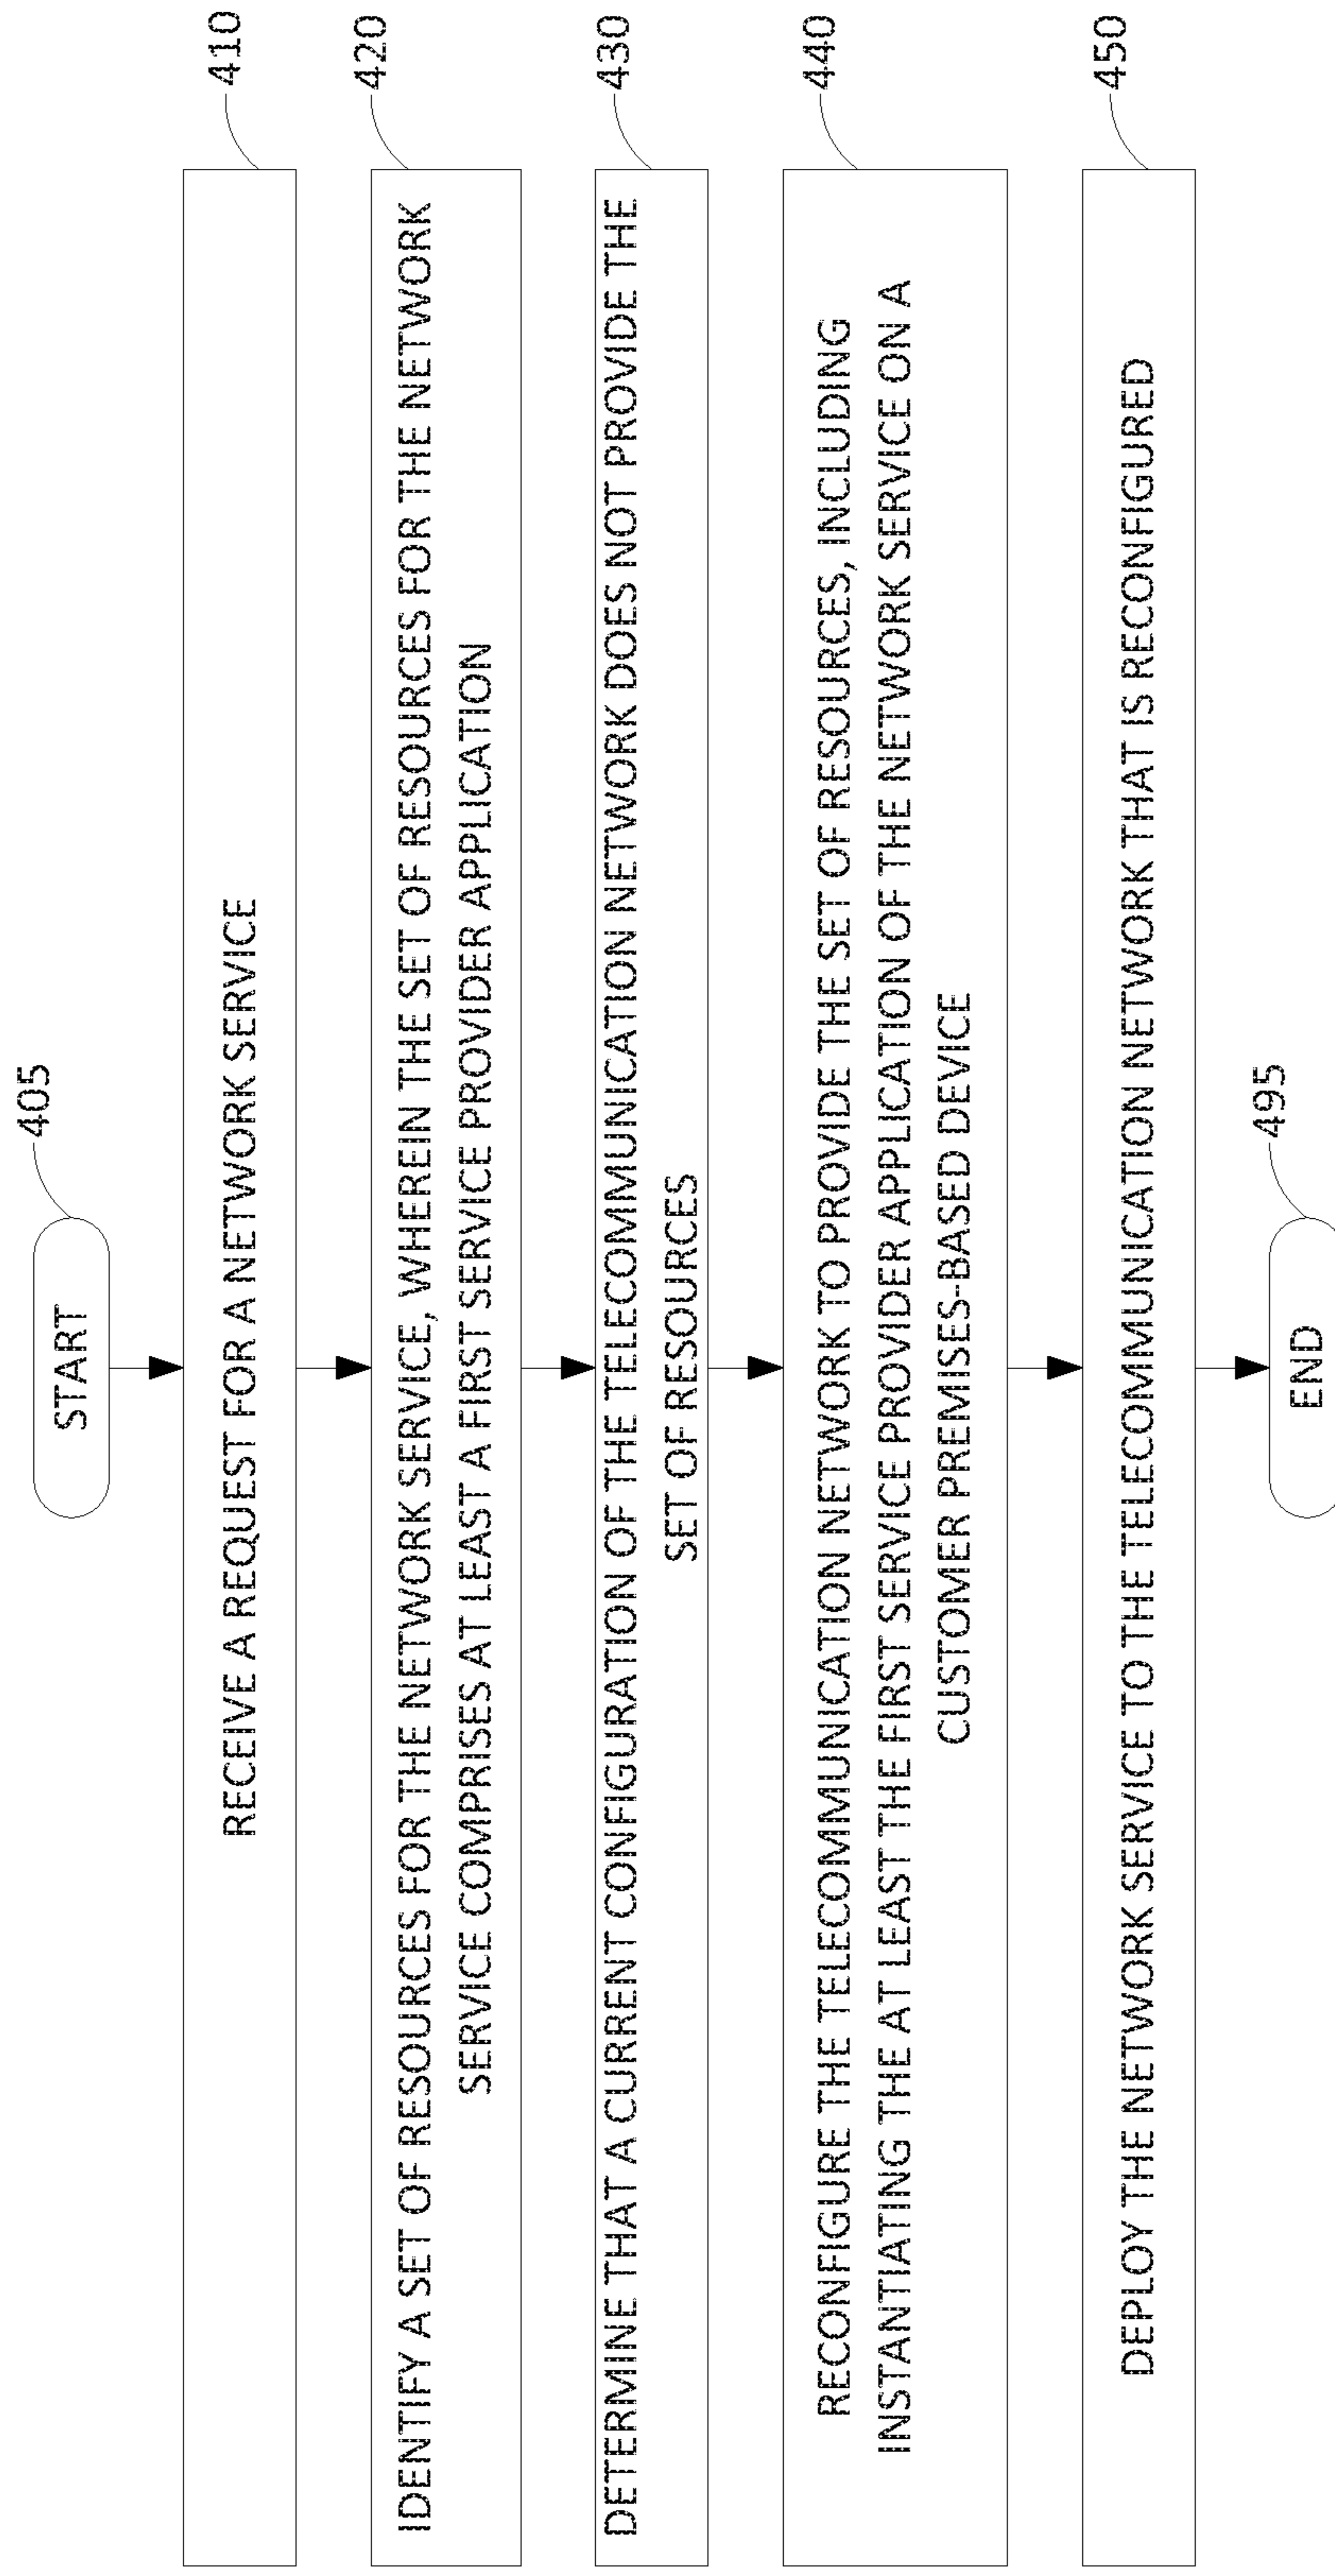 405
START
410
RECEIVE A REQUEST FOR A NETWORK SERVICE
420
IDENTIFY A SET OF RESOURCES FOR THE NETWORK SERVICE, WHEREIN THE SET OF RESOURCES FOR THE NETWORK
SERVICE COMPRISES AT LEAST A FIRST SERVICE PROVIDER APPLICATION
430
DETERMINE THAT A CURRENT CONFIGURATION OF THE TELECOMMUNICATION NETWORK DOES NOT PROVIDE THE
SET OF RESOURCES
440
RECONFIGURE THE TELECOMMUNICATION NETWORK TO PROVIDE THE SET OF RESOURCES, INCLUDING
INSTANTIATING THE AT LEAST THE FIRST SERVICE PROVIDER APPLICATION OF THE NETWORK SERVICE ON A
CUSTOMER PREMISES-BASED DEVICE
450
DEPLOY THE NETWORK SERVICE TO THE TELECOMMUNICATION NETWORK THAT IS RECONFIGURED
495
END